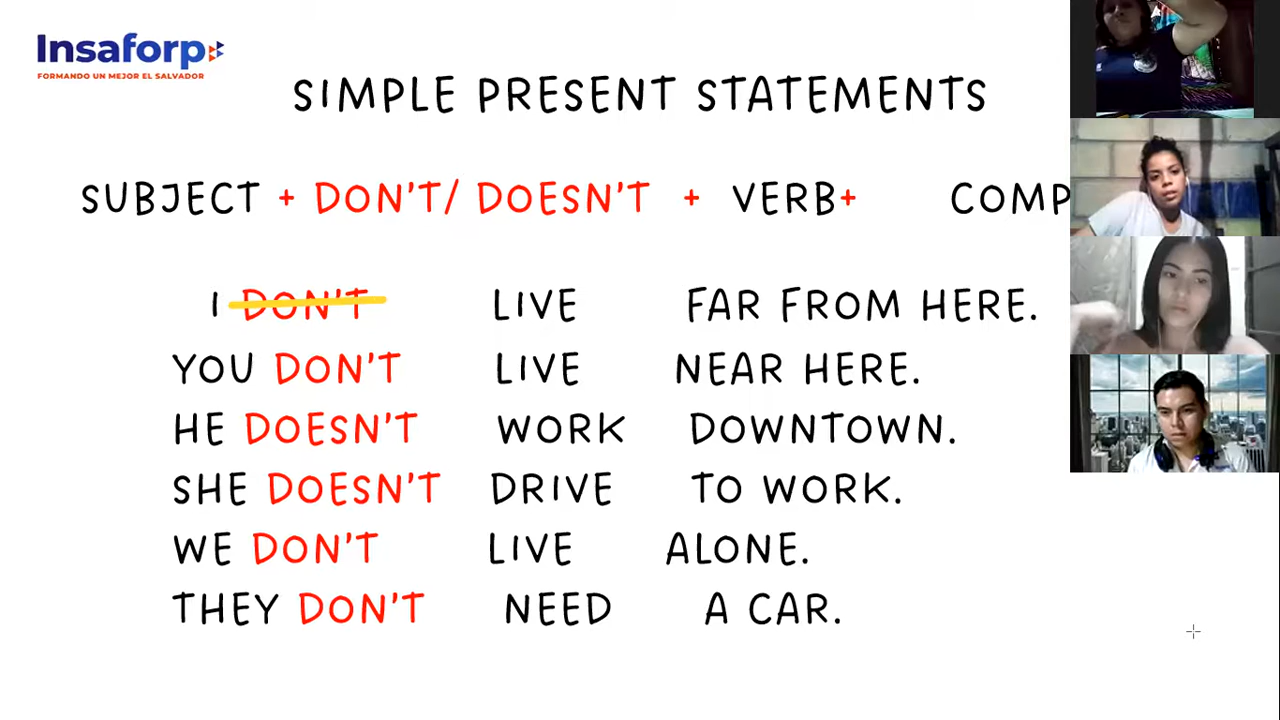 Insaforp
FORMANDO UN MEJOR EL SALVADOR
SIMPLE PRESENT STATEMENTS
SUBJECT + DON'T/ DOESN'T + VERB+ COMP
I DON'T LIVE FAR FROM HERE.
YOU DON'T LIVE NEAR HERE.
HE DOESN'T WORK DOWNTOWN.
SHE DOESN'T DRIVE TO WORK.
WE DON'T LIVE ALONE.
THEY DON'T NEED A CAR.